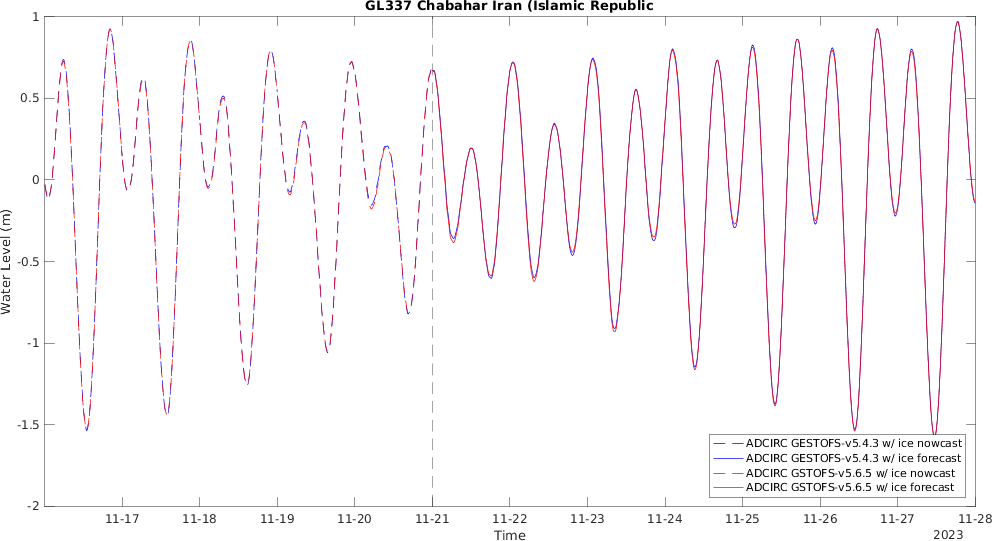 GL337 Chabahar Iran (Islamic Republic
1
0.5
0
-0.5
-1
-1.5
-2
Water Level (m)
ADCIRC GESTOFS-v5.4.3 w/ ice nowcast
ADCIRC GESTOFS-v5.4.3 w/ ice forecast
ADCIRC GSTOFS-v5.6.5 w/ ice nowcast
ADCIRC GSTOFS-v5.6.5 w/ ice forecast
11-17 11-18 11-19 11-20 11-21 11-22 11-23 11-24 11-25 11-26 11-27 11-28
Time
2023